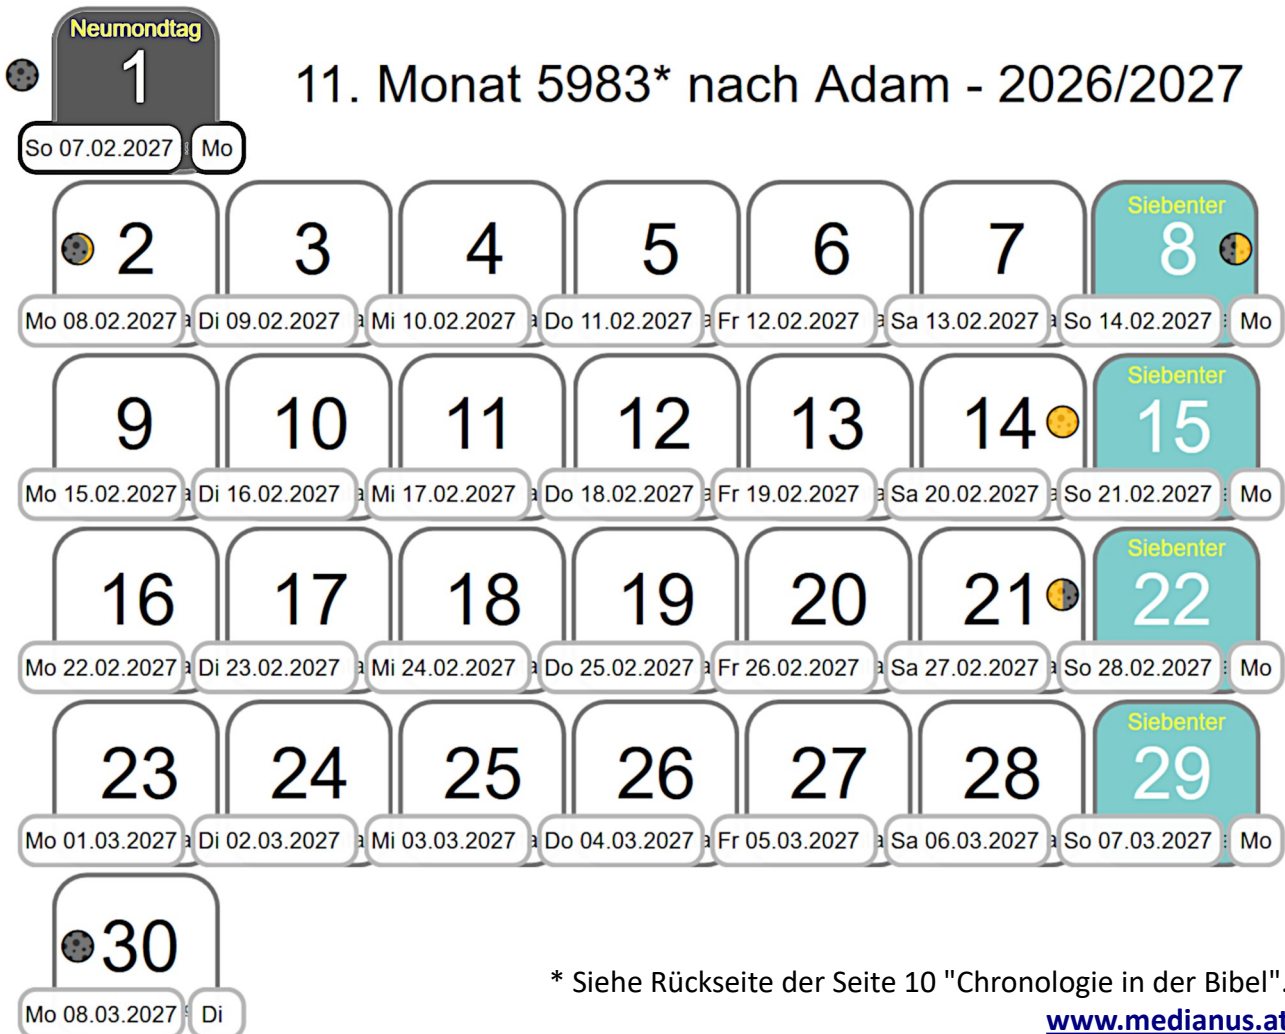 Neumondtag
1
11. Monat 5983* nach Adam - 2026/2027
So 07.02.2027 Mo
Siebenter
2 3 4 5 6 7 8
Mo 08.02.2027 Di 09.02.2027 Mi 10.02.2027 Do 11.02.2027 Fr 12.02.2027 Sa 13.02.2027 So 14.02.2027 Mo
Siebenter
9 10 11 12 13 14 15
Mo 15.02.2027 Di 16.02.2027 Mi 17.02.2027 Do 18.02.2027 Fr 19.02.2027 Sa 20.02.2027 So 21.02.2027 Mo
Siebenter
16 17 18 19 20 21 22
Mo 22.02.2027 Di 23.02.2027 Mi 24.02.2027 Do 25.02.2027 Fr 26.02.2027 Sa 27.02.2027 So 28.02.2027 Mo
Siebenter
23 24 25 26 27 28 29
Mo 01.03.2027 Di 02.03.2027 Mi 03.03.2027 Do 04.03.2027 Fr 05.03.2027 Sa 06.03.2027 So 07.03.2027 Mo
30
* Siehe Rückseite der Seite 10 "Chronologie in der Bibel".
Mo 08.03.2027 Di
www.medianus.at